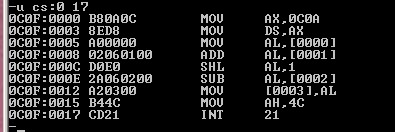 -u cs:0 17
0C0F:0000 B80A0C MOV AX,0C0A
0C0F:0003 8ED8 MOV DS,AX
0C0F:0005 A00000 MOV AL,[0000]
0C0F:0008 02060100 ADD AL,[0001]
0C0F:000C D0E0 SHL AL,1
0C0F:000E 2A060200 SUB AL,[0002]
0C0F:0012 A20300 MOV [0003],AL
0C0F:0015 B44C MOV AH,4C
0C0F:0017 CD21 INT 21
-